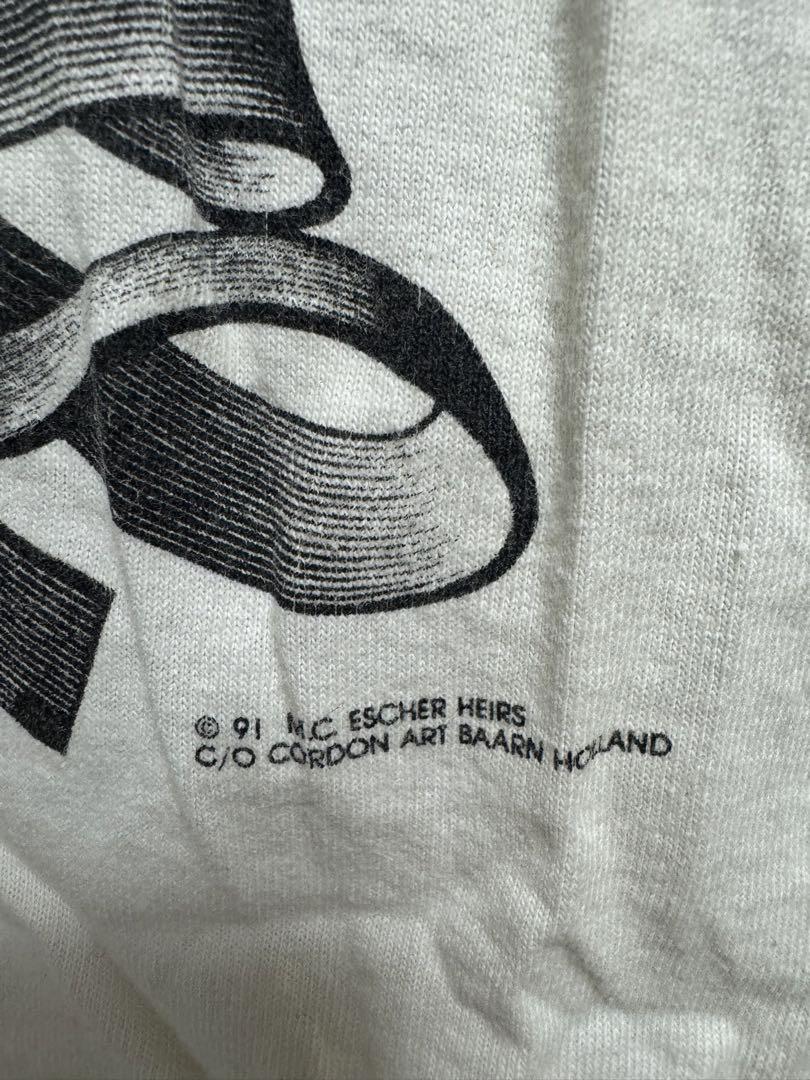 © 91 M.C. ESCHER HEIRS
C/O CORDON ART BAARN HOLLAND